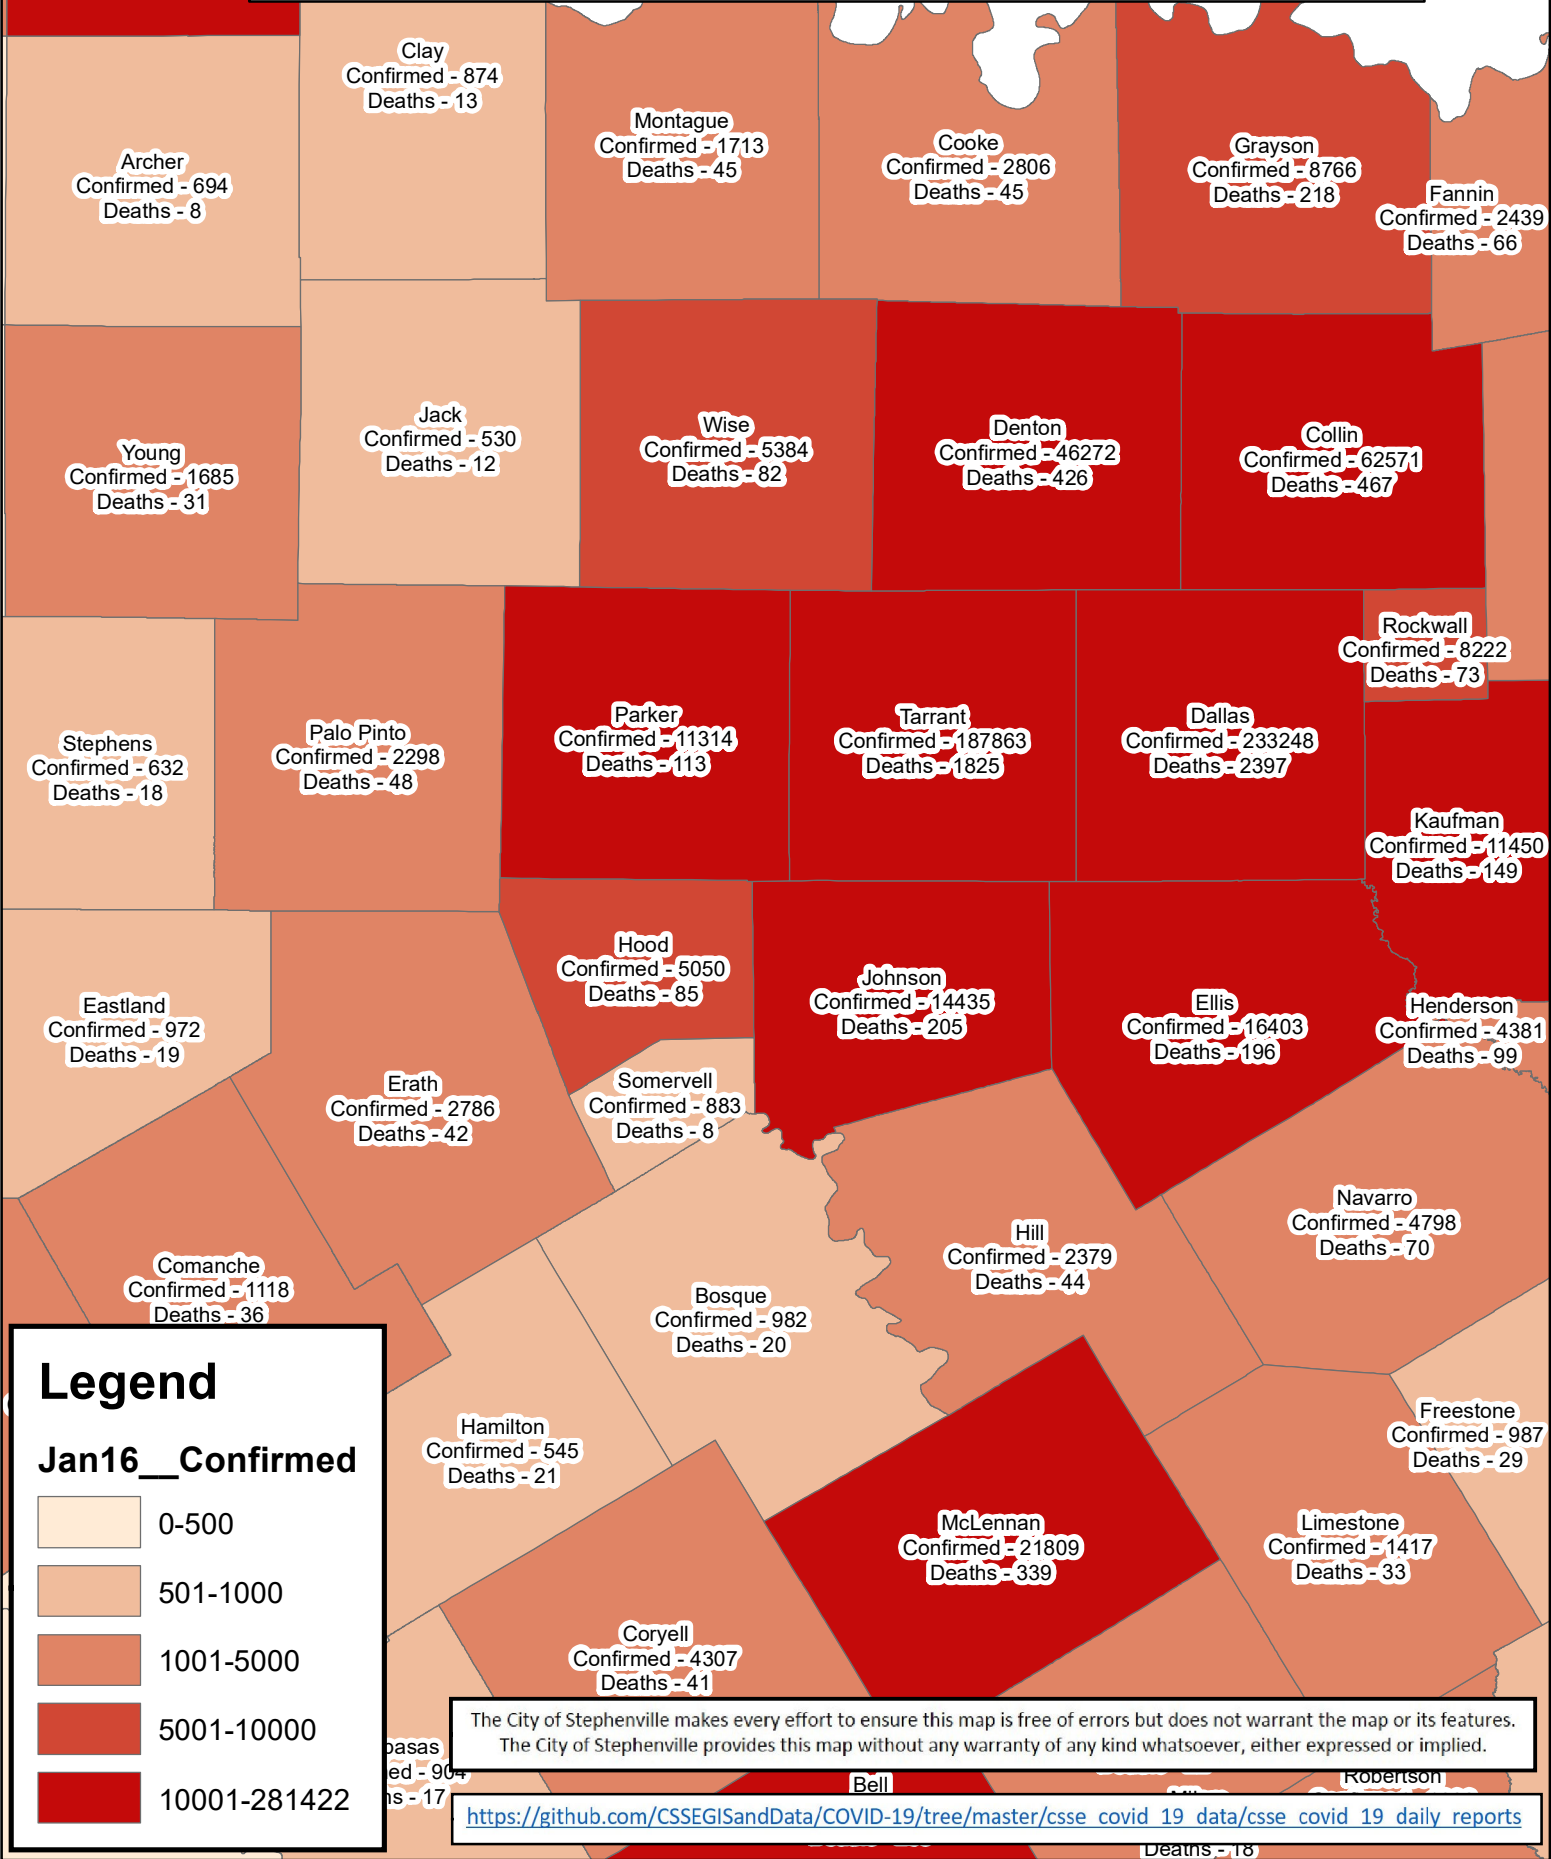 Clay
Confirmed - 874
Deaths - 13
Montague
Confirmed - 1713
Deaths - 45
Cooke
Confirmed - 2806
Deaths - 45
Grayson
Confirmed - 8766
Deaths - 218
Archer
Confirmed - 694
Deaths - 8
Fannin
Confirmed - 2439
Deaths - 66
Jack
Confirmed - 530
Deaths - 12
Wise
Confirmed - 5384
Deaths - 82
Denton
Confirmed - 46272
Deaths - 426
Collin
Confirmed - 62571
Deaths - 467
Young
Confirmed - 1685
Deaths - 31
Rockwall
Confirmed - 8222
Deaths - 73
Stephens
Confirmed - 632
Deaths - 18
Palo Pinto
Confirmed - 2298
Deaths - 48
Parker
Confirmed - 11314
Deaths - 113
Tarrant
Confirmed - 187863
Deaths - 1825
Dallas
Confirmed - 233248
Deaths - 2397
Kaufman
Confirmed - 11450
Deaths - 149
Hood
Confirmed - 5050
Deaths - 85
Johnson
Confirmed - 14435
Deaths - 205
Ellis
Confirmed - 16403
Deaths - 196
Henderson
Confirmed - 4381
Deaths - 99
Eastland
Confirmed - 972
Deaths - 19
Erath
Confirmed - 2786
Deaths - 42
Somervell
Confirmed - 883
Deaths - 8
Navarro
Confirmed - 4798
Deaths - 70
Hill
Confirmed - 2379
Deaths - 44
Comanche
Confirmed - 1118
Deaths - 36
Bosque
Confirmed - 982
Deaths - 20
Hamilton
Confirmed - 545
Deaths - 21
Freestone
Confirmed - 987
Deaths - 29
McLennan
Confirmed - 21809
Deaths - 339
Limestone
Confirmed - 1417
Deaths - 33
Coryell
Confirmed - 4307
Deaths - 41
Legend
Jan16__Confirmed
0-500
501-1000
1001-5000
5001-10000
10001-281422
The City of Stephenville makes every effort to ensure this map is free of errors but does not warrant the map or its features.
The City of Stephenville provides this map without any warranty of any kind whatsoever, either expressed or implied.
- 904
- 17
Bell
Robertson
https://github.com/CSSEGISandData/COVID-19/tree/master/csse_covid_19_data/csse_covid_19_daily_reports
Deaths - 18